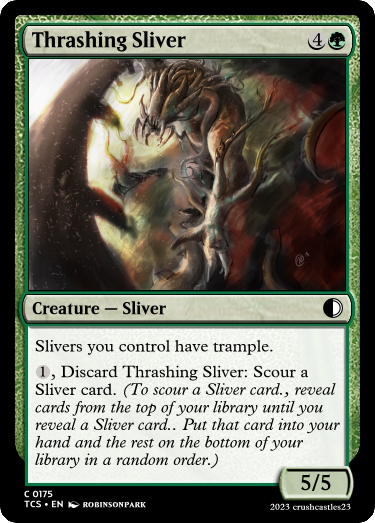 Thrashing Sliver 4
Creature — Sliver
Slivers you control have trample.
1, Discard Thrashing Sliver: Scour a
Sliver card. (To scour a Sliver card., reveal
cards from the top of your library until you
reveal a Sliver card.. Put that card into your
hand and the rest on the bottom of your
library in a random order.)
5/5
C 0175
TCS • EN ROBINSONPARK
2023 crushcastles23